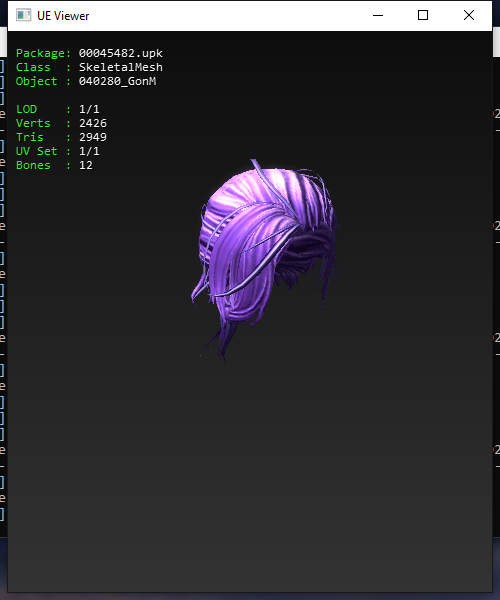 UE Viewer
Package: 00045482.upk
Class : SkeletalMesh
Object : 040280_GonM
LOD : 1/1
Verts : 2426
Tris : 2949
UV Set : 1/1
Bones : 12